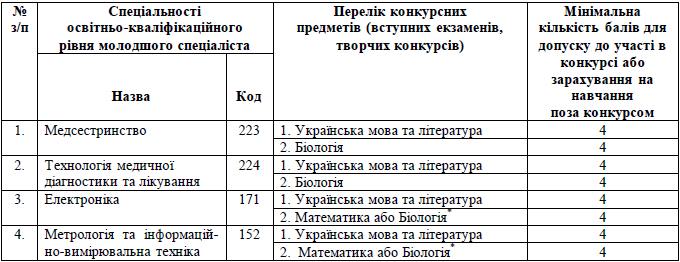 №
з/п
Спеціальності
освітньо-кваліфікаційного
рівня молодшого спеціаліста
Назва
Код
Перелік конкурсних
предметів (вступних екзаменів,
творчих конкурсів)
Мінімальна
кількість балів для
допуску до участі в
конкурсі або
зарахування на
навчання
поза конкурсом
1. Медсестринство 223 1. Українська мова та література 4
2. Біологія 4
2. Технологія медичної 224 1. Українська мова та література 4
діагностики та лікування 2. Біологія 4
3. Електроніка 171 1. Українська мова та література 4
2. Математика або Біологія* 4
4. Метрологія та інформацій- 152 1. Українська мова та література 4
но-вимірювальна техніка 2. Математика або Біологія* 4